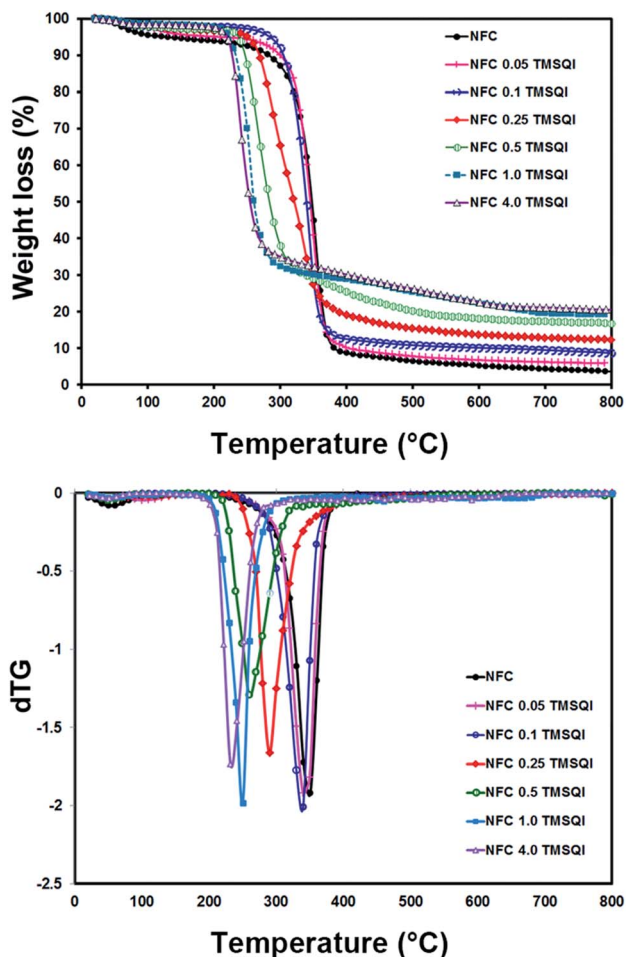 100
90
80
70
60
50
40
30
20
10
0
Weight loss (%)
NFC
NFC 0.05 TMSQI
NFC 0.1 TMSQI
NFC 0.25 TMSQI
NFC 0.5 TMSQI
NFC 1.0 TMSQI
NFC 4.0 TMSQI
0 100 200 300 400 500 600 700 800
Temperature (°C)
0
-0.5
-1
-1.5
-2
-2.5
dTG
NFC
NFC 0.05 TMSQI
NFC 0.1 TMSQI
NFC 0.25 TMSQI
NFC 0.5 TMSQI
NFC 1.0 TMSQI
NFC 4.0 TMSQI
0 100 200 300 400 500 600 700 800
Temperature (°C)